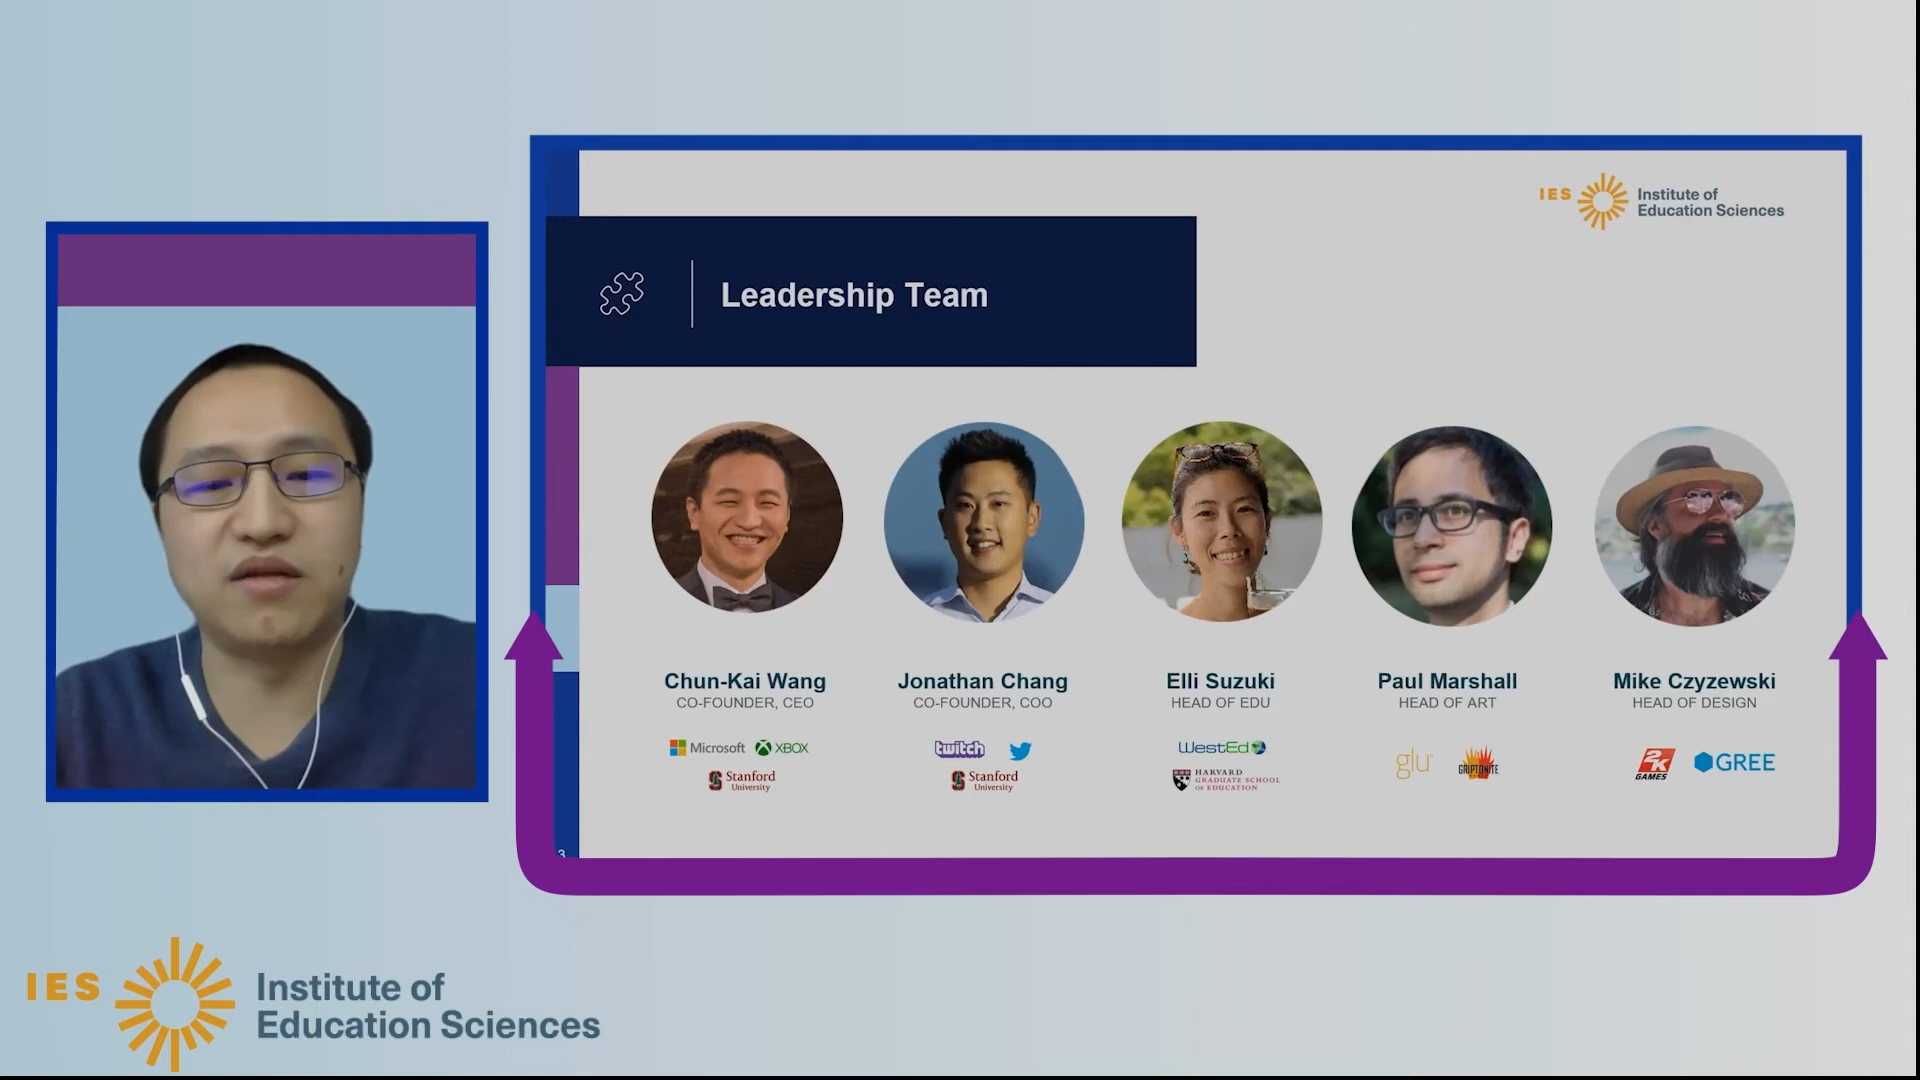 IES Institute of
Education Sciences
Leadership Team
Chun-Kai Wang
CO-FOUNDER, CEO
Microsoft XBOX
Stanford
University
Jonathan Chang
CO-FOUNDER, COO
twitch
Stanford
University
Elli Suzuki
HEAD OF EDU
WestEd
HARVARD
GRADUATE SCHOOL
OF EDUCATION
Paul Marshall
HEAD OF ART
glu GRIPTONITE
Mike Czyzewski
HEAD OF DESIGN
2K
GAMES
GREE
3
IES Institute of
Education Sciences